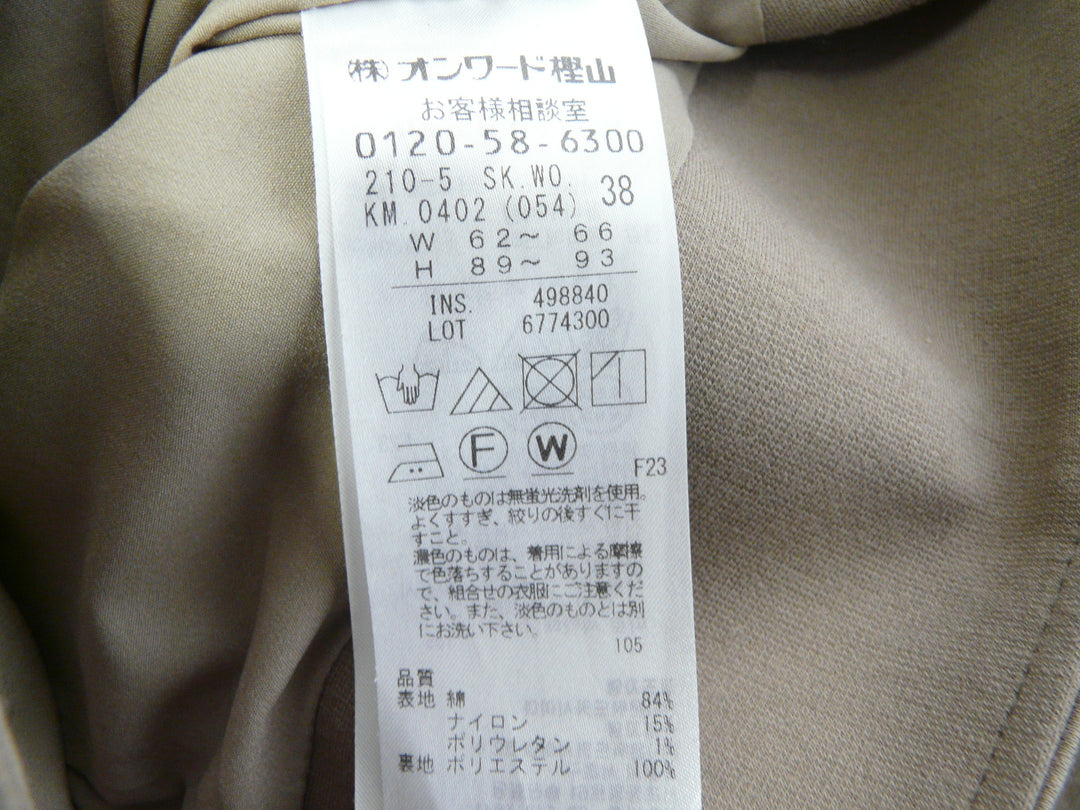 ㈱オンワード樫山
お客様相談室
0120-58-6300
210-5 SK.WO. 38
KM.0402 (054)
W 62～ 66
H 89～ 93
INS. 498840
LOT 6774300
F W
F23
淡色のものは無蛍光洗剤を使用。
よくすすぎ、絞りの後すぐに干
すこと。
濃色のものは、着用による摩擦
で色落ちすることがありますの
で、組合せの衣服にご注意くだ
さい。また、淡色のものとは別
にお洗い下さい。
105
品質
表地 綿 84%
ナイロン 15%
ポリウレタン 1%
裏地 ポリエステル 100%